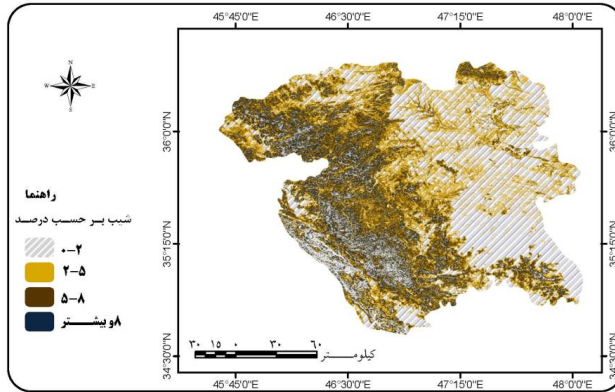 45°45'0"E 46°30'0"E 47°15'0"E 48°0'0"E
N
W E
S
36°0'0"N 36°0'0"N
راهنما
شیب بر حسب درصد
۰-۲
۲-۵
۵-۸
۸و بیشتر
35°15'0"N 35°15'0"N
۳۰ ۱۵ ۰ ۳۰ ۶۰
کیلومتر
34°30'0"N 34°30'0"N
45°45'0"E 46°30'0"E 47°15'0"E 48°0'0"E